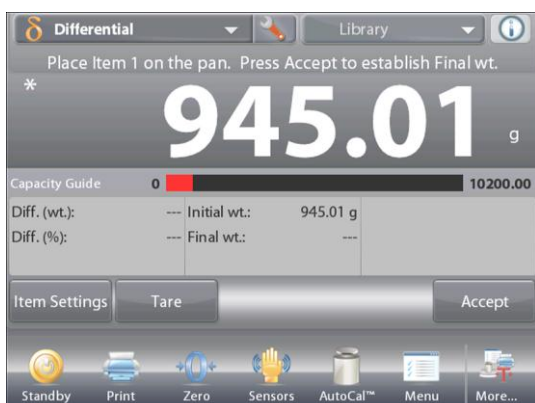 δ Differential Library
Place Item 1 on the pan. Press Accept to establish Final wt.
*
945.01 g
Capacity Guide 0 10200.00
Diff. (wt.): --- Initial wt.: 945.01 g
Diff. (%): --- Final wt.: ---
Item Settings Tare Accept
Standby Print Zero Sensors AutoCal™ Menu More...